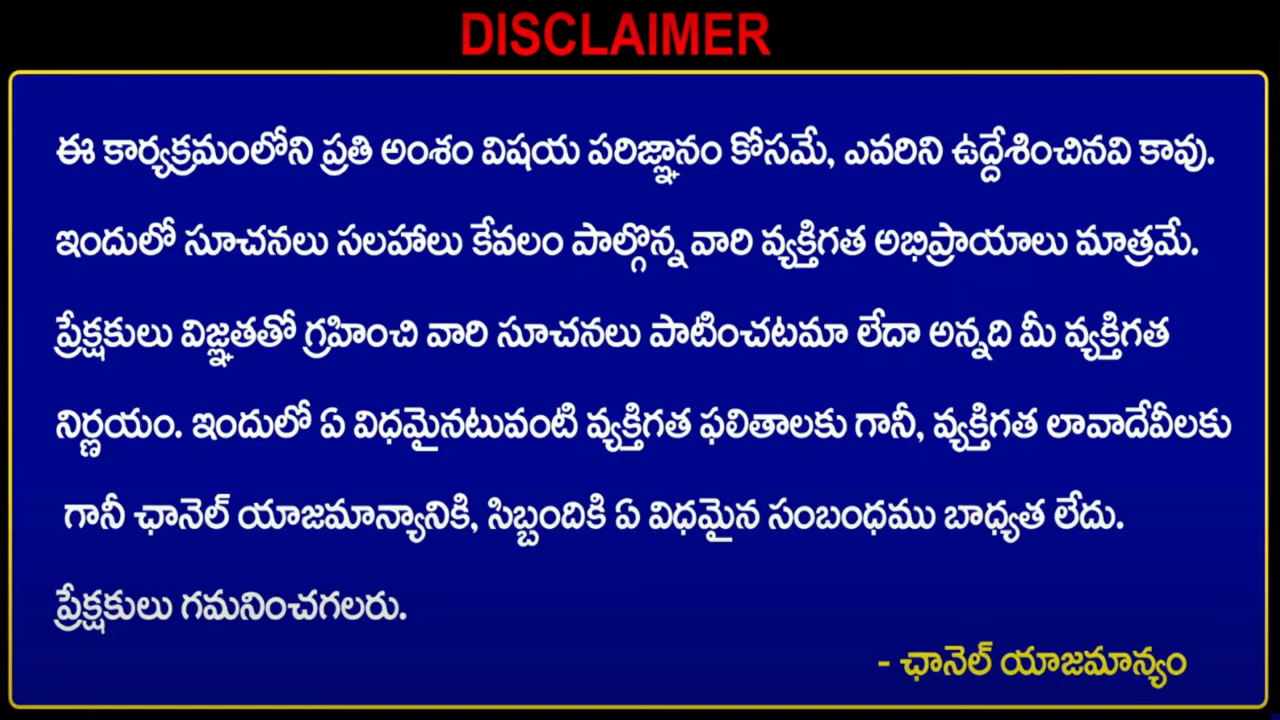 DISCLAIMER
ఈ కార్యక్రమంలోని ప్రతి అంశం విషయ పరిజ్ఞానం కోసమే, ఎవరిని ఉద్దేశించినవి కావు.
ఇందులో సూచనలు సలహాలు కేవలం పాల్గొన్న వారి వ్యక్తిగత అభిప్రాయాలు మాత్రమే.
ప్రేక్షకులు విజ్ఞతతో గ్రహించి వారి సూచనలు పాటించటమా లేదా అన్నది మీ వ్యక్తిగత
నిర్ణయం. ఇందులో ఏ విధమైనటువంటి వ్యక్తిగత ఫలితాలకు గానీ, వ్యక్తిగత లావాదేవీలకు
గానీ ఛానెల్ యాజమాన్యానికి, సిబ్బందికి ఏ విధమైన సంబంధము బాధ్యత లేదు.
ప్రేక్షకులు గమనించగలరు.
- ఛానెల్ యాజమాన్యం